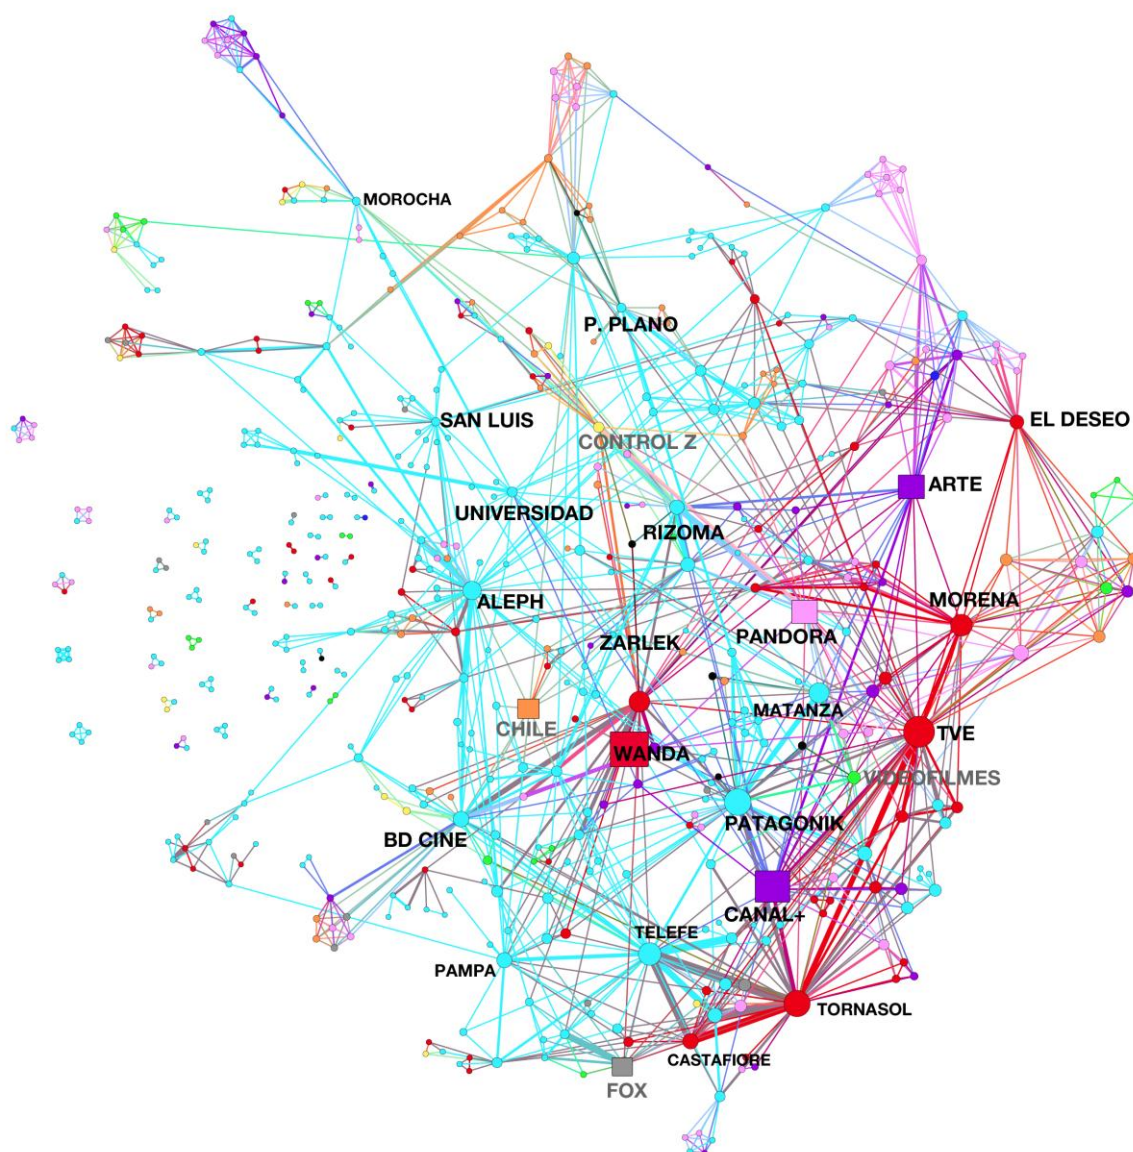 MOROCHA
P. PLANO
SAN LUIS
EL DESEO
CONTROL Z
ARTE
UNIVERSIDAD
RIZOMA
ALEPH
MORENA
ZARLEK
PANDORA
CHILE
MATANZA
TVE
WANDA
VIDEOFILMES
BD CINE
PATAGONIK
CANAL+
TELEFE
PAMPA
TORNASOL
CASTAFIORE
FOX